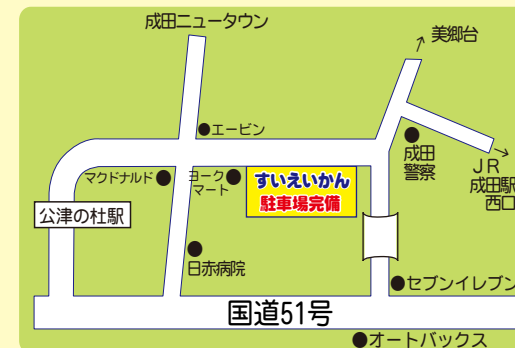 成田ニュータウン
美郷台
エービン
成田
警察
JR
成田駅
西口
マクドナルド
ヨーク
マート
すいえいかん
駐車場完備
公津の杜駅
日赤病院
セブンイレブン
国道51号
オートバックス